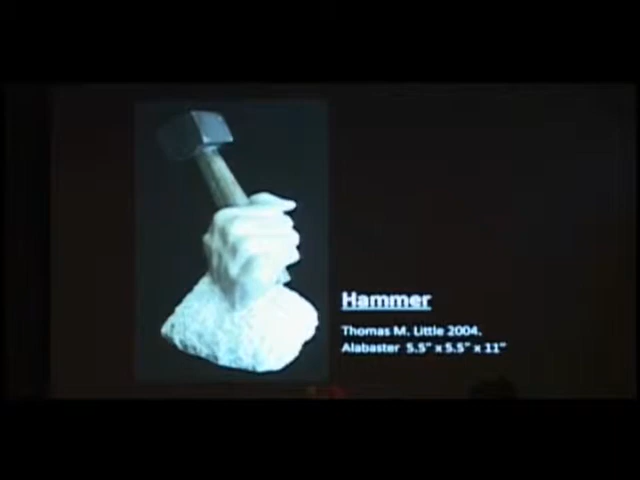 Hammer
Thomas M. Little 2004.
Alabaster 5.5" x 5.5" x 11"